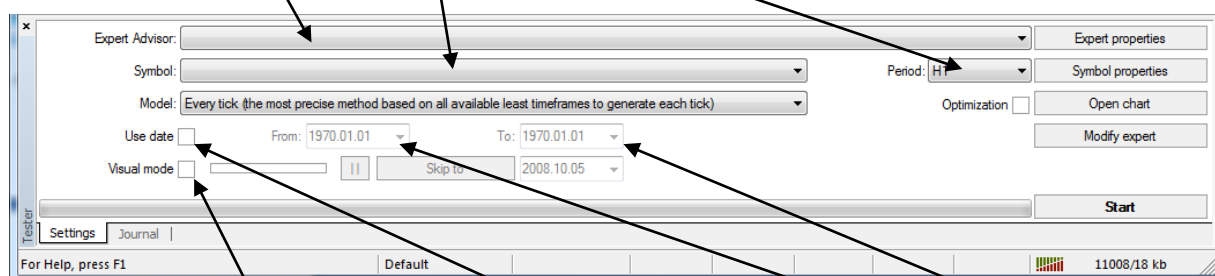 ×
Expert Advisor: Expert properties
Symbol: Period: H1 Symbol properties
Model: Every tick (the most precise method based on all available least timeframes to generate each tick) Optimization Open chart
Use date From: 1970.01.01 To: 1970.01.01 Modify expert
Visual mode Skip to 2008.10.05
Start
Tester
Settings Journal
For Help, press F1 Default 11008/18 kb